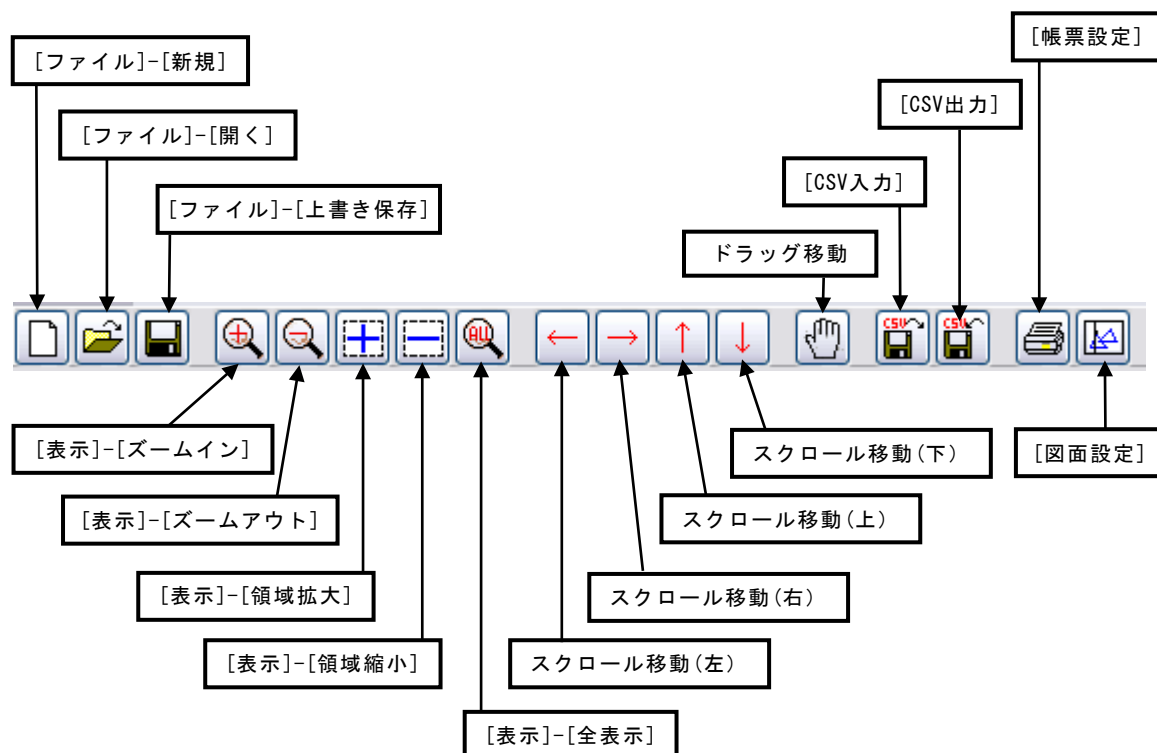 [帳票設定]
[ファイル]-[新規]
[CSV出力]
[ファイル]-[開く]
[CSV入力]
[ファイル]-[上書き保存]
ドラッグ移動
ALL
CSV
CSV
[表示]-[ズームイン]
スクロール移動(下)
[図面設定]
[表示]-[ズームアウト]
スクロール移動(上)
[表示]-[領域拡大]
スクロール移動(右)
[表示]-[領域縮小]
スクロール移動(左)
[表示]-[全表示]